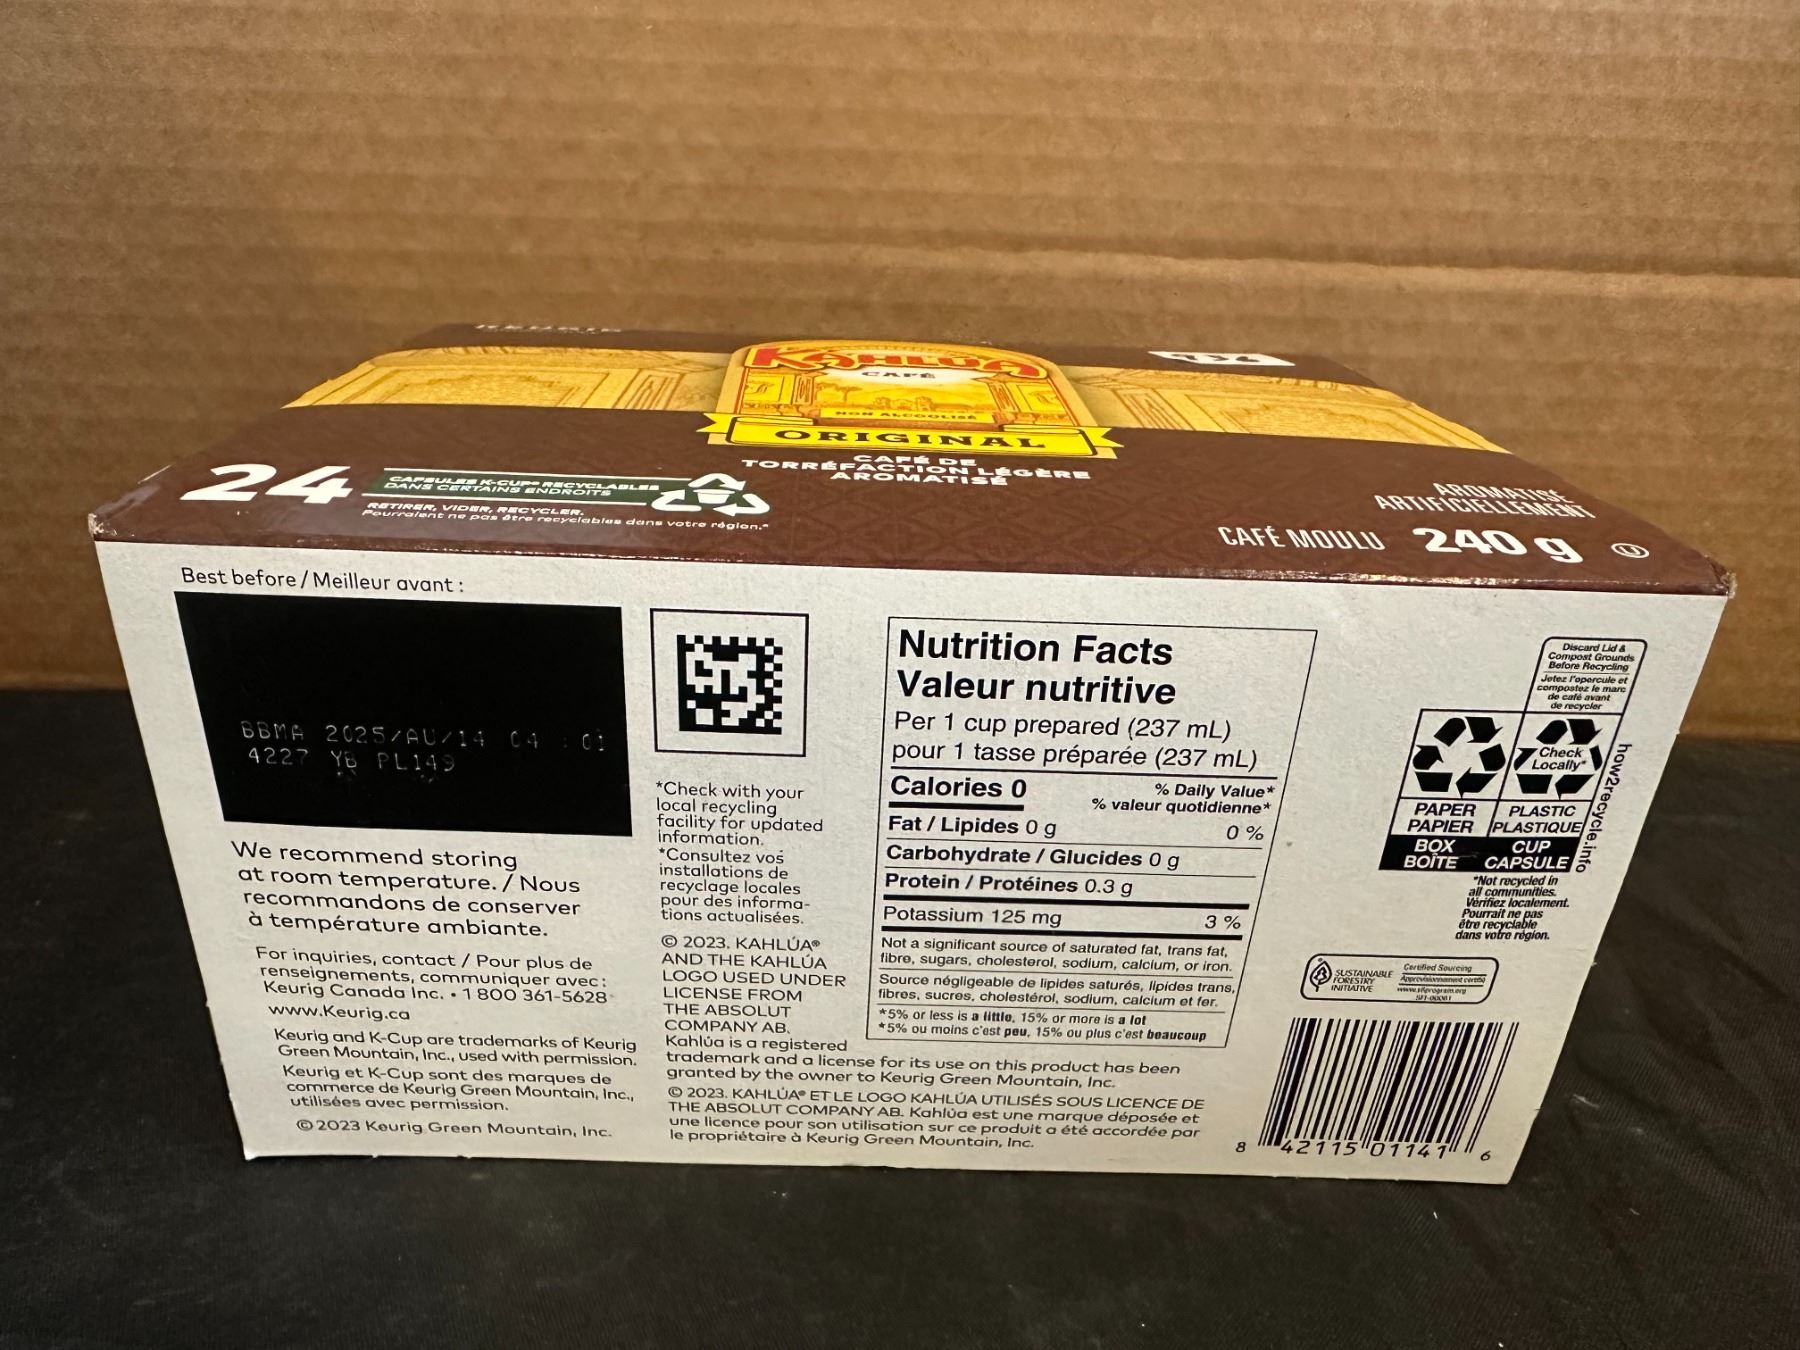 KAHLÚA
CAFÉ
NON ALCOOLISÉ
ORIGINAL
CAFÉ DE
TORRÉFACTION LÉGÈRE
AROMATISÉ
24
CAPSULES K-CUP® RECYCLABLES
DANS CERTAINS ENDROITS
RETIRER, VIDER, RECYCLER.
Pourraient ne pas être recyclables dans votre région.*
AROMATISÉ
ARTIFICIELLEMENT
CAFÉ MOULU 240 g
U
Best before / Meilleur avant :
BBMA 2025/AU/14 04 : 01
4227 YB PL149
We recommend storing
at room temperature. / Nous
recommandons de conserver
à température ambiante.
For inquiries, contact / Pour plus de
renseignements, communiquer avec:
Keurig Canada Inc. • 1 800 361-5628
www.Keurig.ca
Keurig and K-Cup are trademarks of Keurig
Green Mountain, Inc., used with permission.
Keurig et K-Cup sont des marques de
commerce de Keurig Green Mountain, Inc.,
utilisées avec permission.
© 2023 Keurig Green Mountain, Inc.
*Check with your
local recycling
facility for updated
information.
*Consultez vos
installations de
recyclage locales
pour des informa-
tions actualisées.
© 2023. KAHLÚA®
AND THE KAHLÚA
LOGO USED UNDER
LICENSE FROM
THE ABSOLUT
COMPANY AB.
Kahlúa is a registered
trademark and a license for its use on this product has been
granted by the owner to Keurig Green Mountain, Inc.
© 2023. KAHLÚA® ET LE LOGO KAHLÚA UTILISÉS SOUS LICENCE DE
THE ABSOLUT COMPANY AB. Kahlúa est une marque déposée et
une licence pour son utilisation sur ce produit a été accordée par
le propriétaire à Keurig Green Mountain, Inc.
Nutrition Facts
Valeur nutritive
Per 1 cup prepared (237 mL)
pour 1 tasse préparée (237 mL)
Calories 0
% Daily Value*
% valeur quotidienne*
Fat / Lipides 0 g 0 %
Carbohydrate / Glucides 0 g
Protein / Protéines 0.3 g
Potassium 125 mg 3 %
Not a significant source of saturated fat, trans fat,
fibre, sugars, cholesterol, sodium, calcium, or iron.
Source négligeable de lipides saturés, lipides trans,
fibres, sucres, cholestérol, sodium, calcium et fer.
*5% or less is a little, 15% or more is a lot
*5% ou moins c'est peu, 15% ou plus c'est beaucoup
Discard Lid &
Compost Grounds
Before Recycling
Jetez l'opercule et
compostez le marc
de café avant
de recycler
Check
Locally*
PAPER
PAPIER
PLASTIC
PLASTIQUE
BOX
BOÎTE
CUP
CAPSULE
how2recycle.info
*Not recycled in
all communities.
Vérifiez localement.
Pourrait ne pas
être recyclable
dans votre région.
SUSTAINABLE
FORESTRY
INITIATIVE
Certified Sourcing
Approvisionnement certifié
www.sfiprogram.org
SFI-00061
8 42115 01141 6